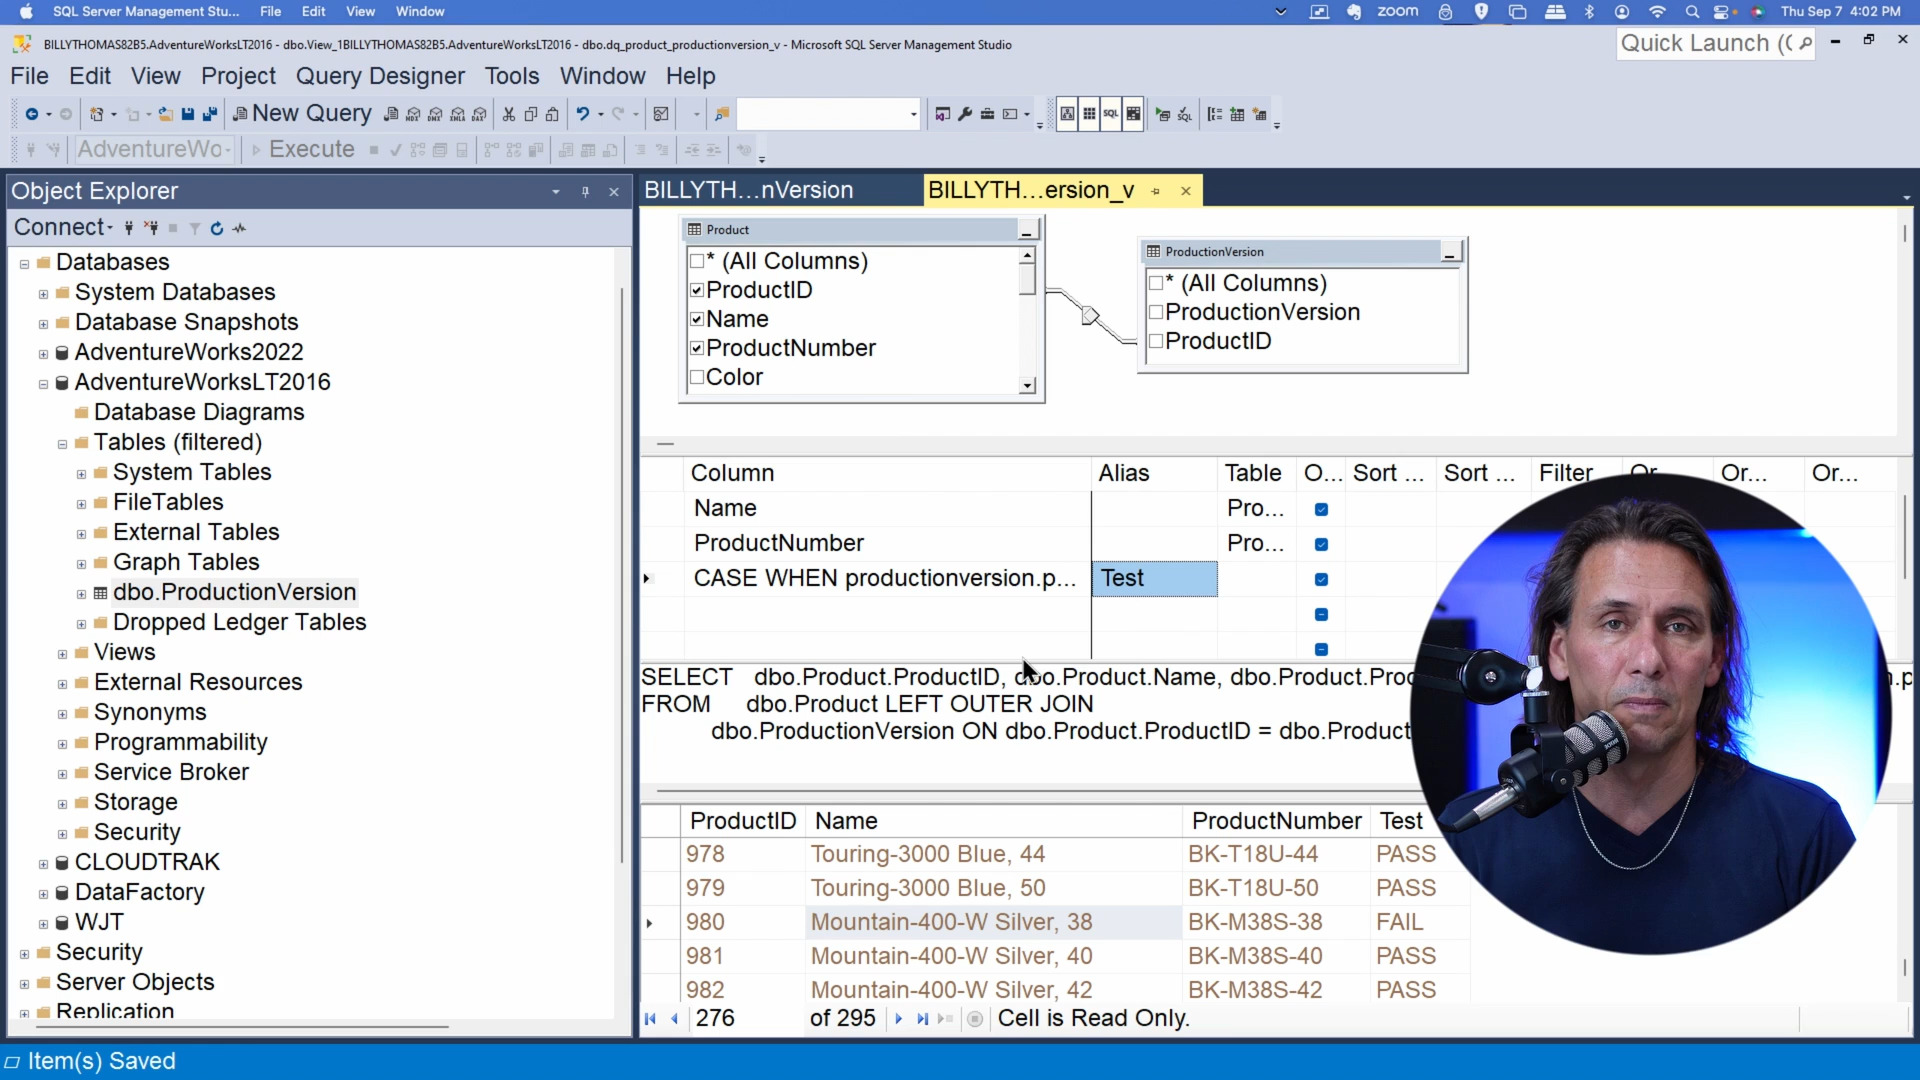 SQL Server Management Stu... File Edit View Window zoom Thu Sep 7 4:02 PM
BILLYTHOMAS82B5.AdventureWorksLT2016 - dbo.View_1BILLYTHOMAS82B5.AdventureWorksLT2016 - dbo.dq_product_productionversion_v - Microsoft SQL Server Management Studio
Quick Launch (
File Edit View Project Query Designer Tools Window Help
New Query
AdventureWo Execute
Object Explorer
Connect
Databases
System Databases
Database Snapshots
AdventureWorks2022
AdventureWorksLT2016
Database Diagrams
Tables (filtered)
System Tables
FileTables
External Tables
Graph Tables
dbo.ProductionVersion
Dropped Ledger Tables
Views
External Resources
Synonyms
Programmability
Service Broker
Storage
Security
CLOUDTRAK
DataFactory
WJT
Security
Server Objects
Replication
BILLYTH...nVersion BILLYTH...ersion_v
Product
* (All Columns)
ProductID
Name
ProductNumber
Color
ProductionVersion
* (All Columns)
ProductionVersion
ProductID
Column Alias Table O... Sort ... Sort ... Filter Or... Or... Or...
Name Pro...
ProductNumber Pro...
CASE WHEN productionversion.p... Test
SELECT dbo.Product.ProductID, dbo.Product.Name, dbo.Product.Proc
FROM dbo.Product LEFT OUTER JOIN
dbo.ProductionVersion ON dbo.Product.ProductID = dbo.Product
ProductID Name ProductNumber Test
978 Touring-3000 Blue, 44 BK-T18U-44 PASS
979 Touring-3000 Blue, 50 BK-T18U-50 PASS
980 Mountain-400-W Silver, 38 BK-M38S-38 FAIL
981 Mountain-400-W Silver, 40 BK-M38S-40 PASS
982 Mountain-400-W Silver, 42 BK-M38S-42 PASS
276 of 295 Cell is Read Only.
Item(s) Saved